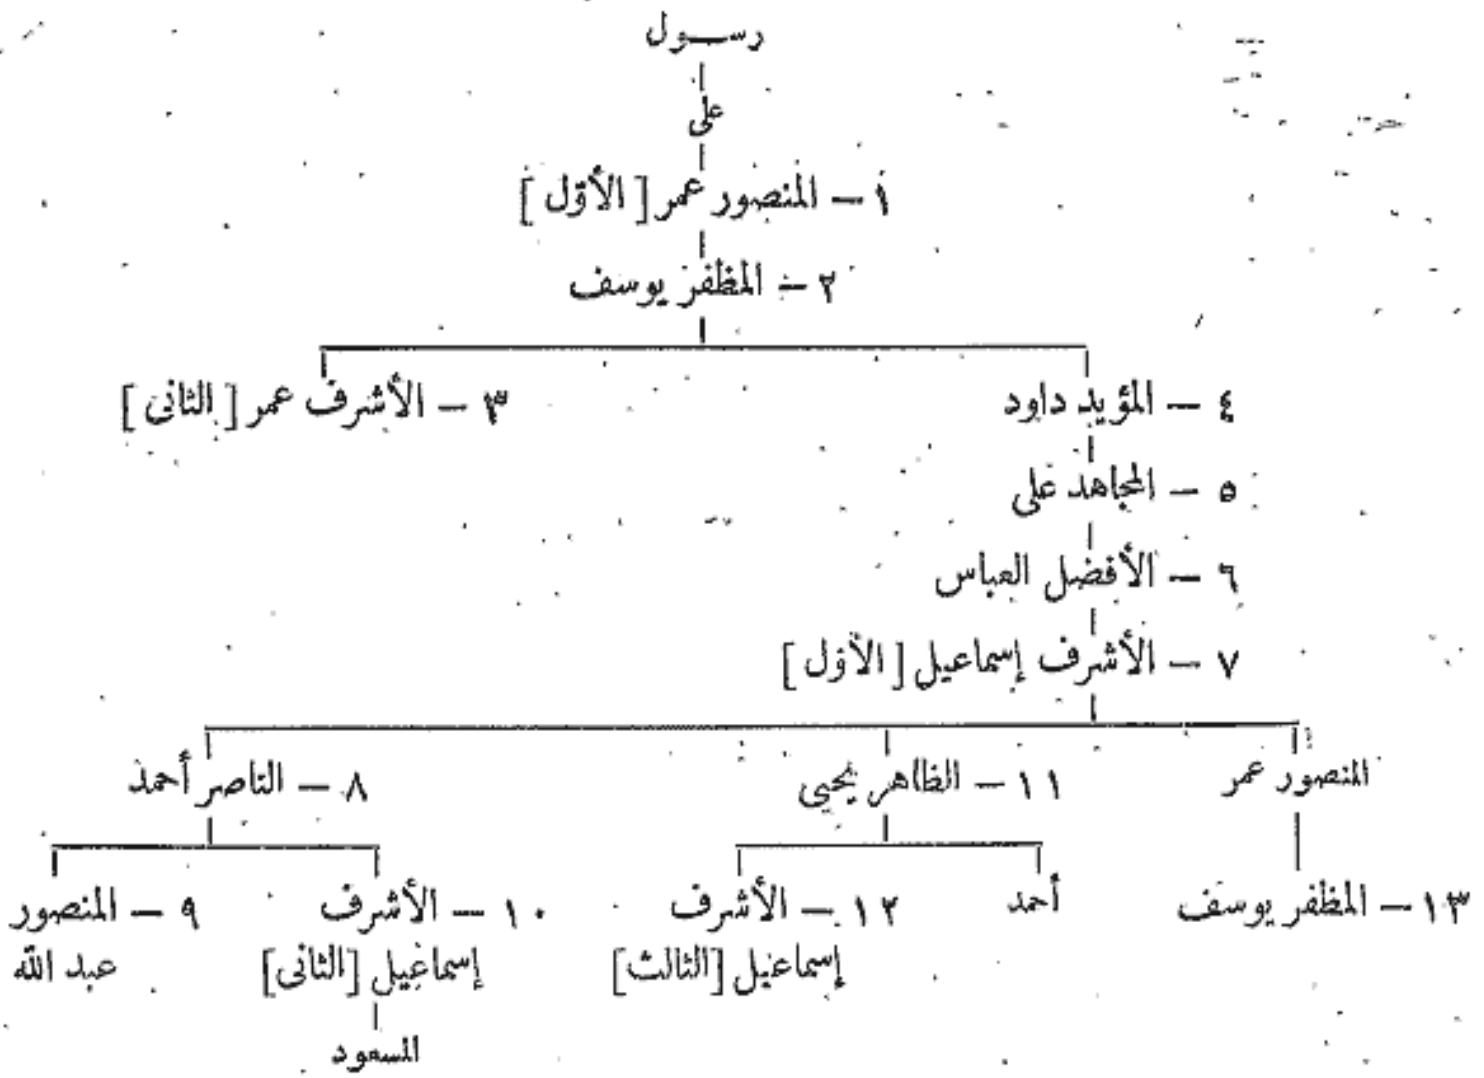 رسول
على
١ — المنصور عمر [ الأوّل ]
٢ — المظفر يوسف
٤ — المؤيد داود
٣ — الأشرف عمر [ الثانى ]
٥ — المجاهد على
٦ — الأفضل العباس
٧ — الأشرف إسماعيل [ الأوّل ]
المنصور عمر
١١ — الظاهر يحيى
٨ — الناصر أحمد
١٣ — المظفر يوسف
أحمد
١٢ — الأشرف
إسماعيل [ الثالث ]
١٠ — الأشرف
إسماعيل [ الثانى ]
٩ — المنصور
عبد الله
المسعود